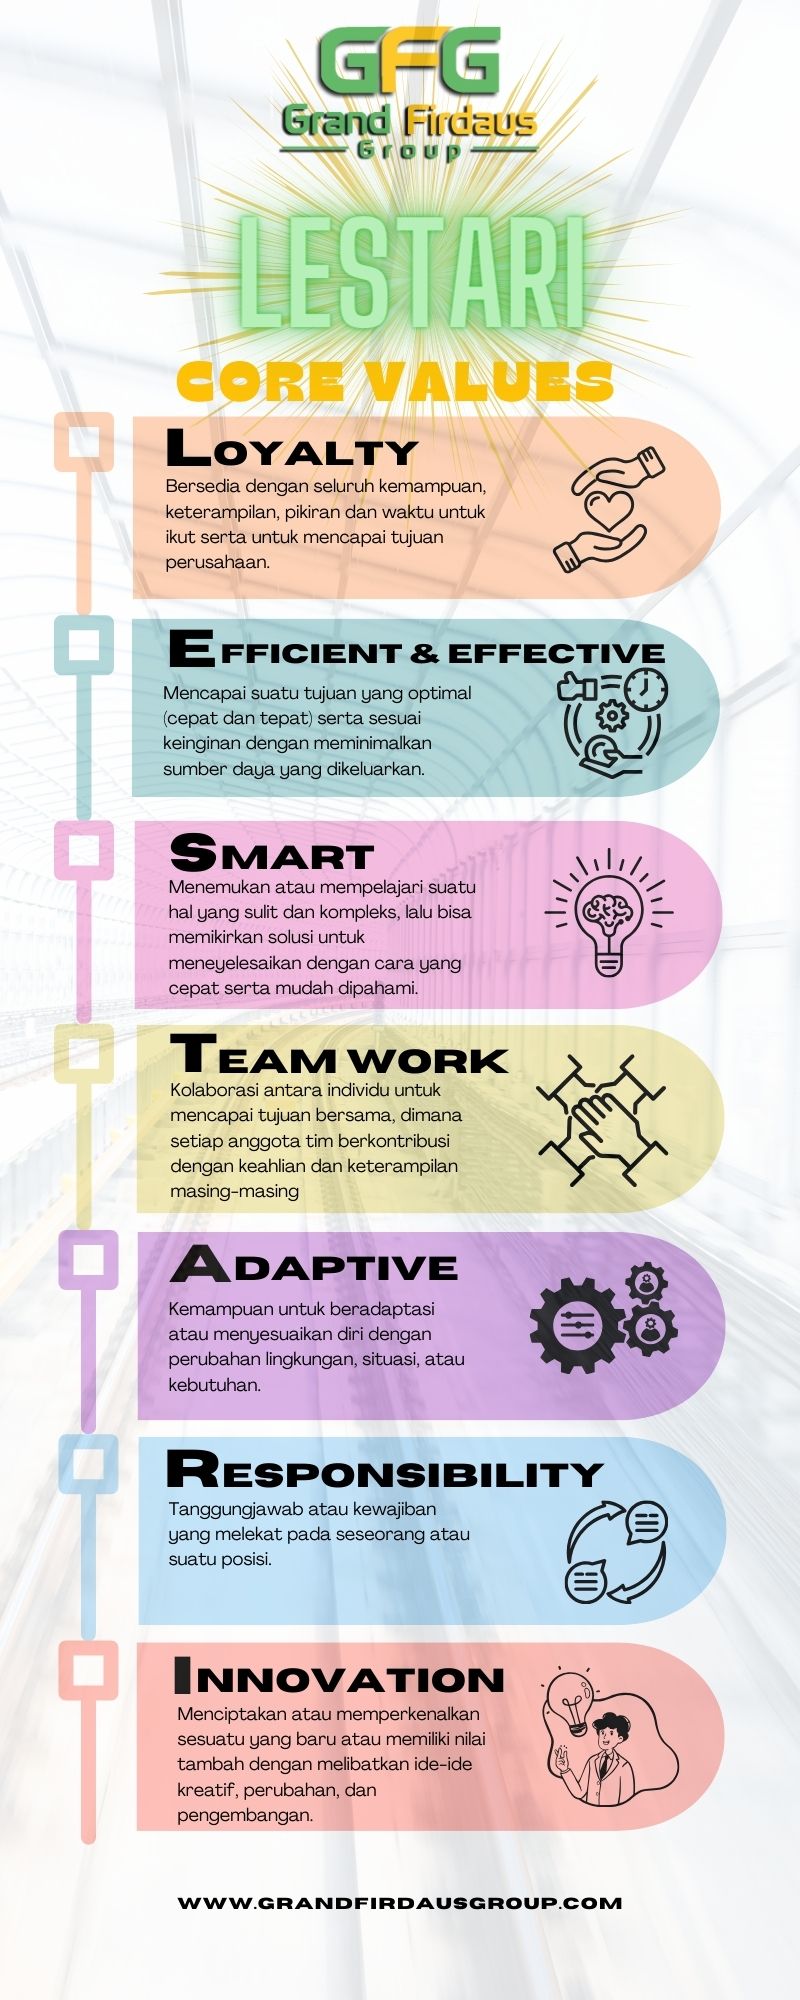 GFG
Grand Firdaus
Group
LESTARI
CORE VALUES
LOYALTY
Bersedia dengan seluruh kemampuan,
keterampilan, pikiran dan waktu untuk
ikut serta untuk mencapai tujuan
perusahaan.
EFFICIENT & EFFECTIVE
Mencapai suatu tujuan yang optimal
(cepat dan tepat) serta sesuai
keinginan dengan meminimalkan
sumber daya yang dikeluarkan.
SMART
Menemukan atau mempelajari suatu
hal yang sulit dan kompleks, lalu bisa
memikirkan solusi untuk
meneyelesaikan dengan cara yang
cepat serta mudah dipahami.
TEAM WORK
Kolaborasi antara individu untuk
mencapai tujuan bersama, dimana
setiap anggota tim berkontribusi
dengan keahlian dan keterampilan
masing-masing
ADAPTIVE
Kemampuan untuk beradaptasi
atau menyesuaikan diri dengan
perubahan lingkungan, situasi, atau
kebutuhan.
RESPONSIBILITY
Tanggungjawab atau kewajiban
yang melekat pada seseorang atau
suatu posisi.
INNOVATION
Menciptakan atau memperkenalkan
sesuatu yang baru atau memiliki nilai
tambah dengan melibatkan ide-ide
kreatif, perubahan, dan
pengembangan.
WWW.GRANDFIRDAUSGROUP.COM